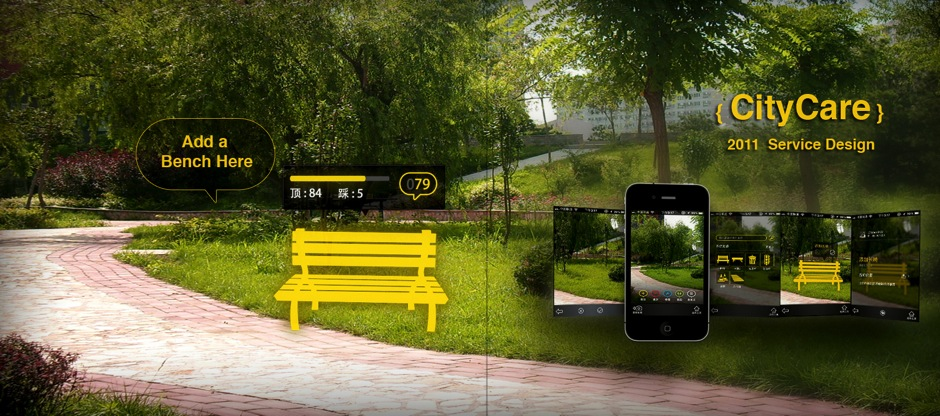 Add a
Bench Here
顶:84 踩:5
079
{ CityCare }
2011 Service Design